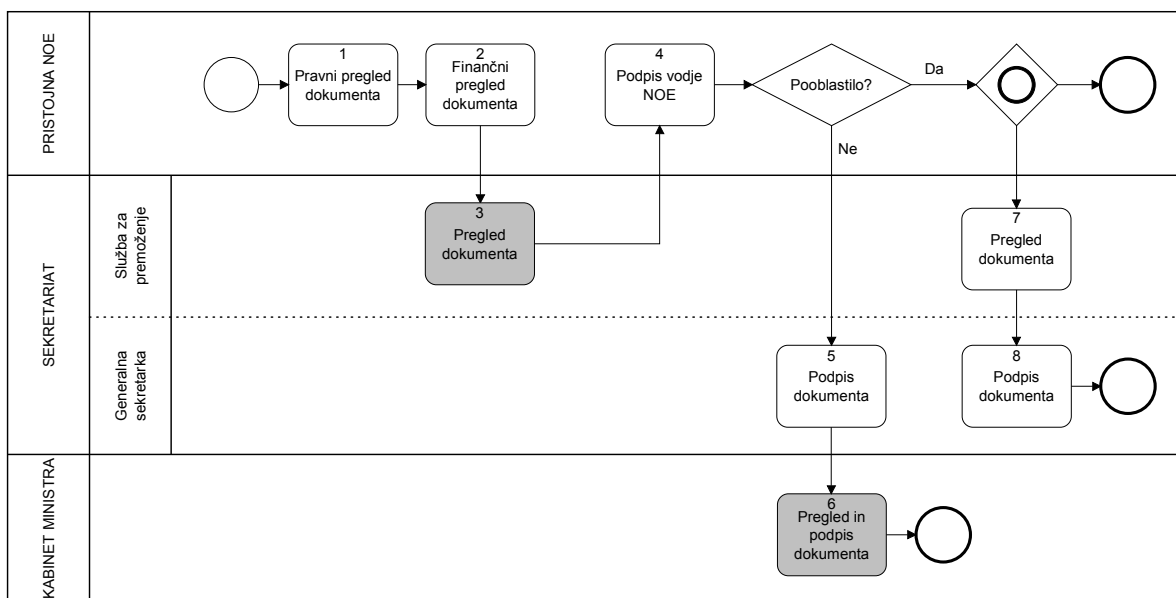 PRISTOJNA NOE
1
Pravni pregled
dokumenta
2
Finančni
pregled
dokumenta
4
Podpis vodje
NOE
Pooblastilo?
Da
Ne
SEKRETARIAT
Služba za
premoženje
3
Pregled
dokumenta
7
Pregled
dokumenta
Generalna
sekretarka
5
Podpis
dokumenta
8
Podpis
dokumenta
KABINET MINISTRA
6
Pregled in
podpis
dokumenta